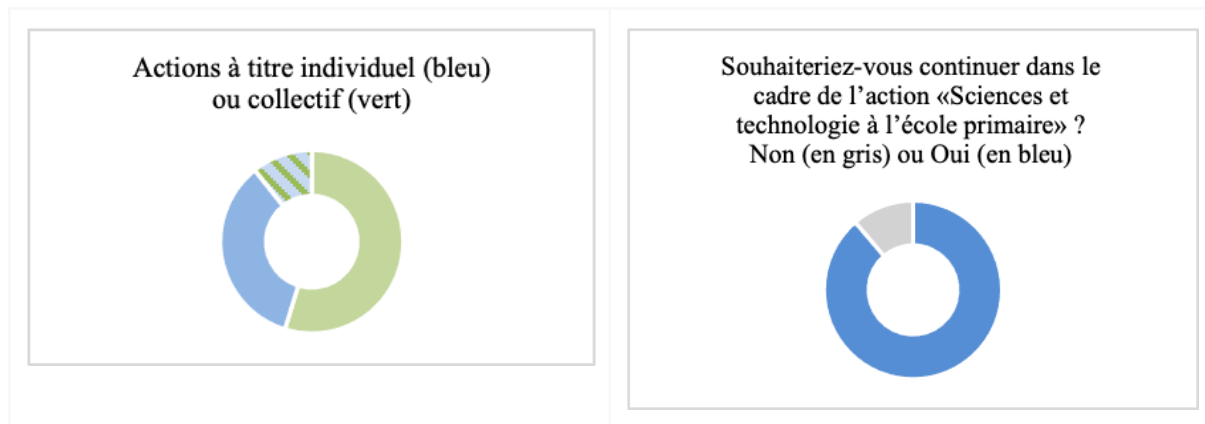 Actions à titre individuel (bleu)
ou collectif (vert)
Souhaiteriez-vous continuer dans le
cadre de l’action «Sciences et
technologie à l’école primaire» ?
Non (en gris) ou Oui (en bleu)